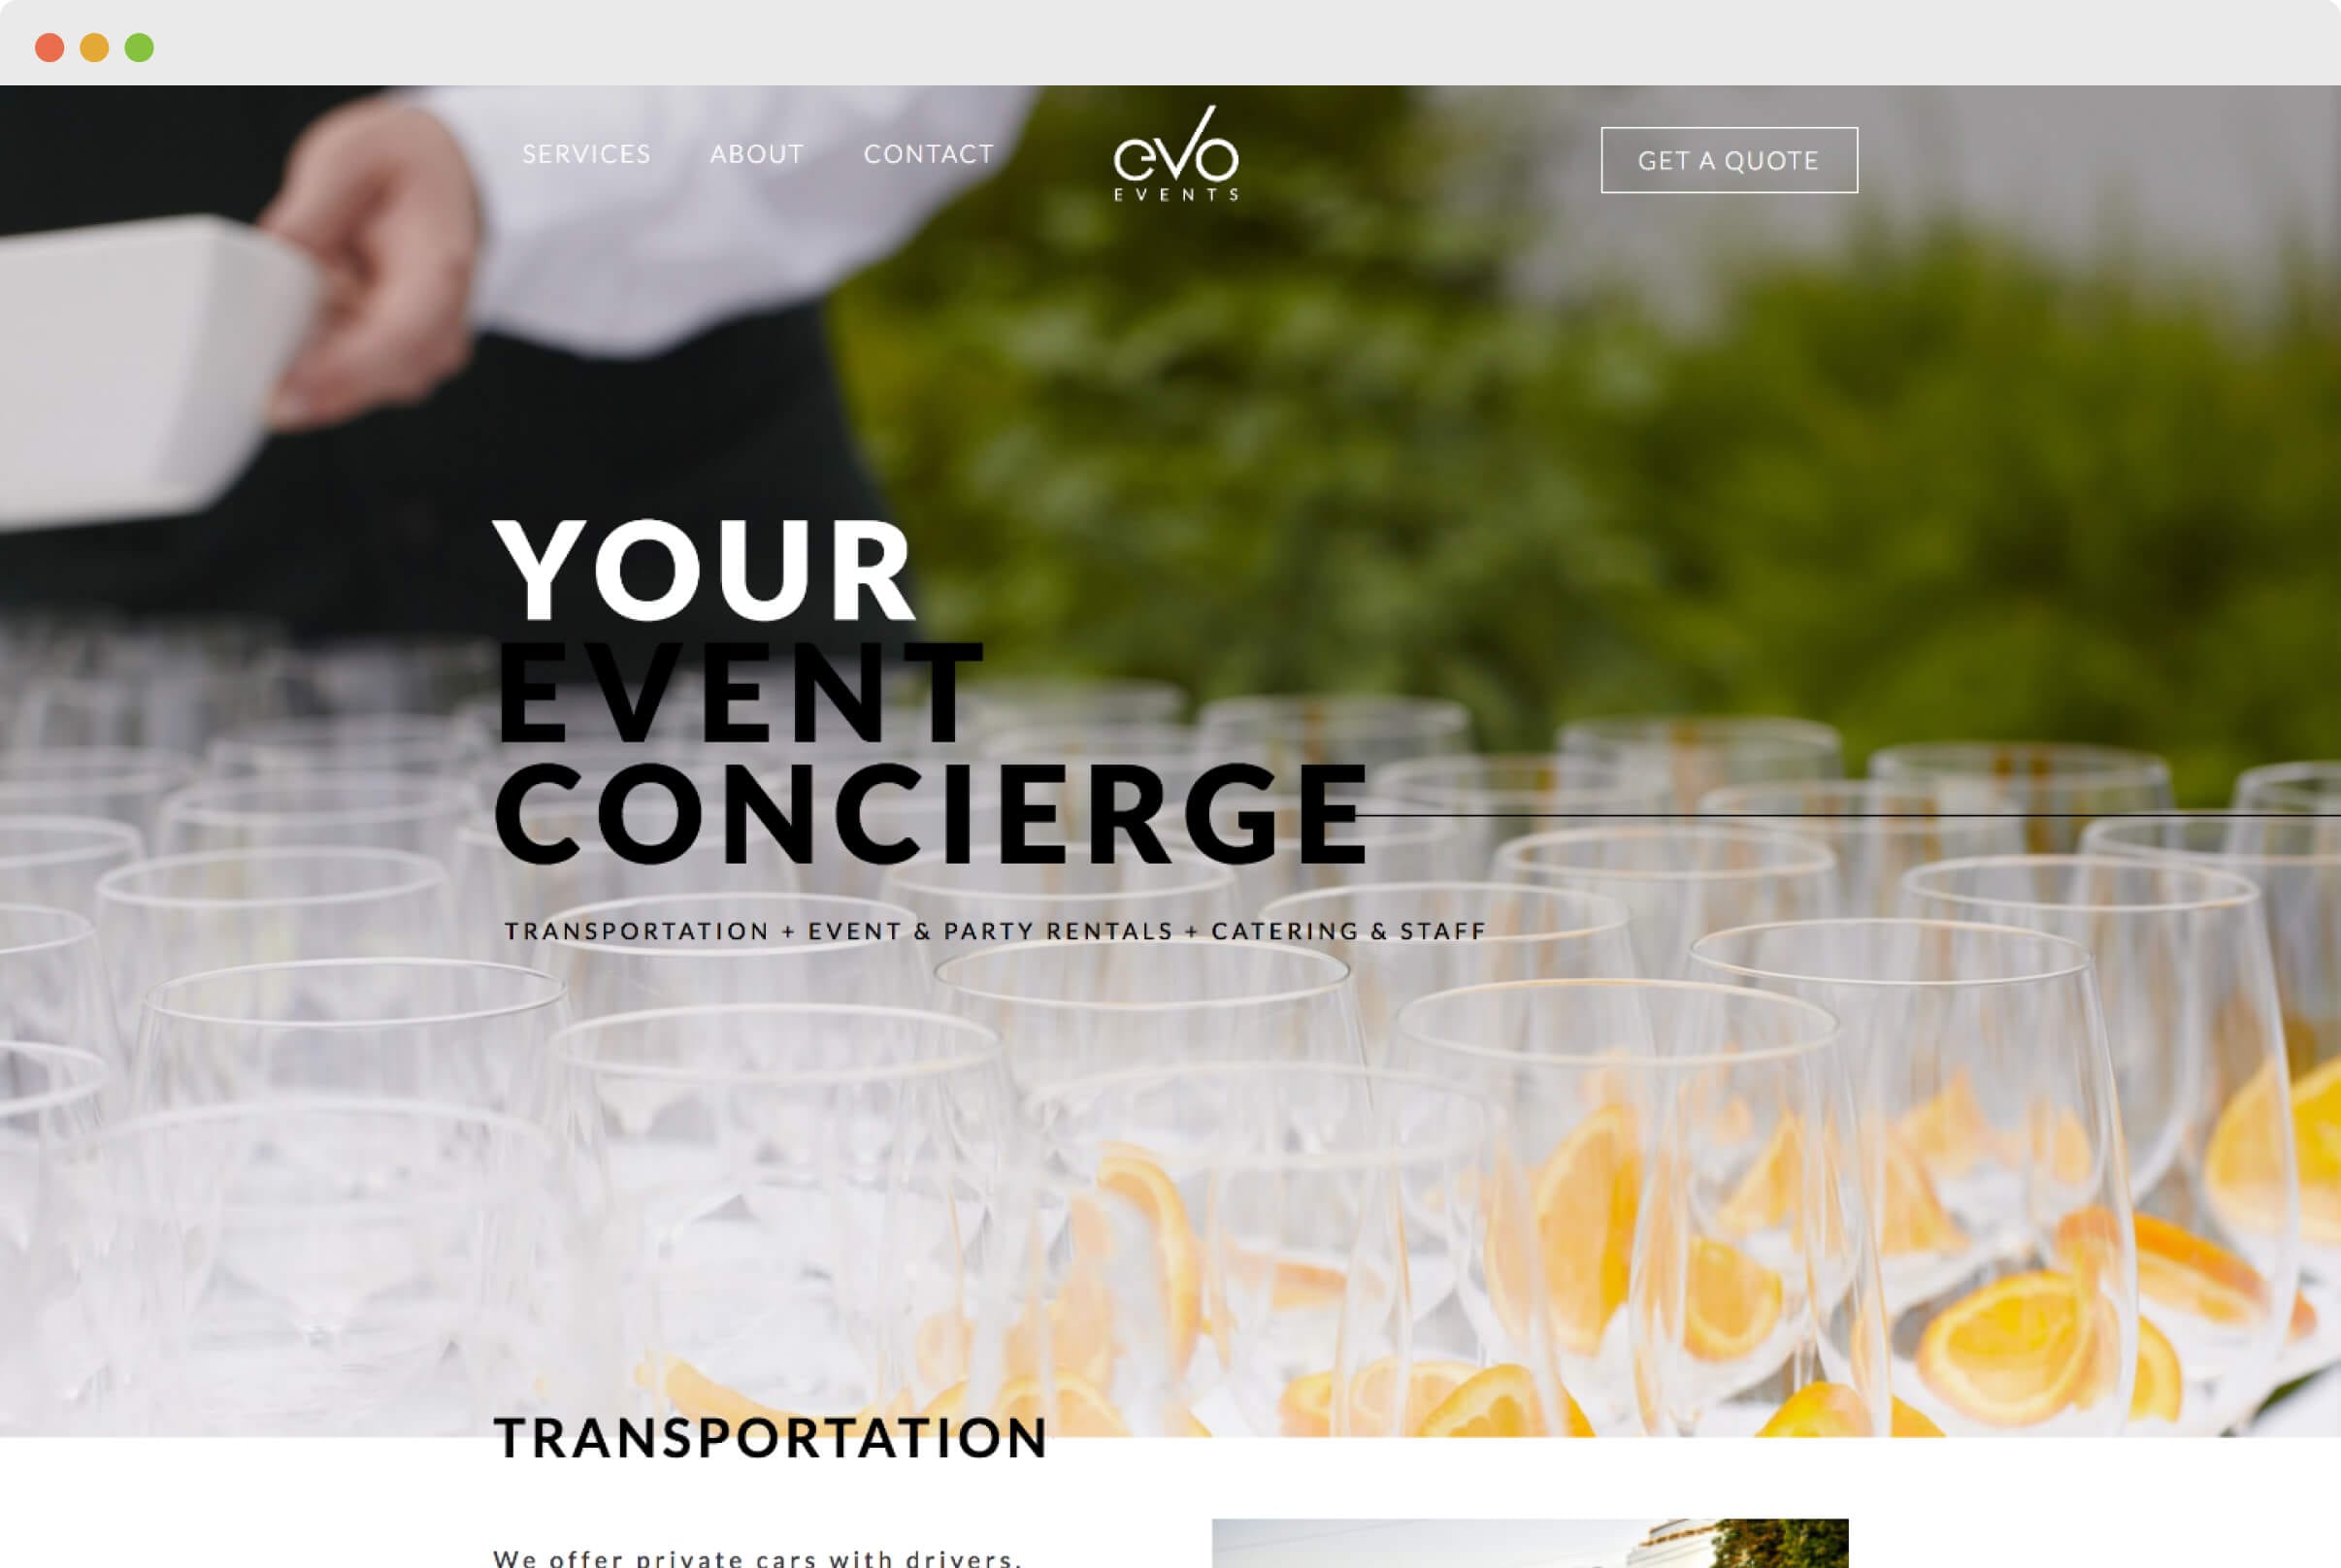 SERVICES ABOUT CONTACT
evo
EVENTS
GET A QUOTE
YOUR
EVENT
CONCIERGE
TRANSPORTATION + EVENT & PARTY RENTALS + CATERING & STAFF
TRANSPORTATION
We offer private cars with drivers,